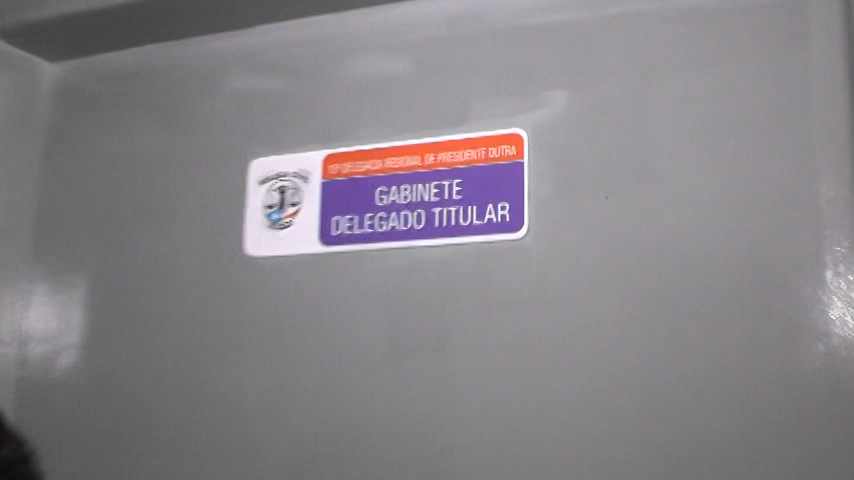 DELEGACIA REGIONAL DE PRESIDENTE DUTRA
GABINETE
DELEGADO TITULAR